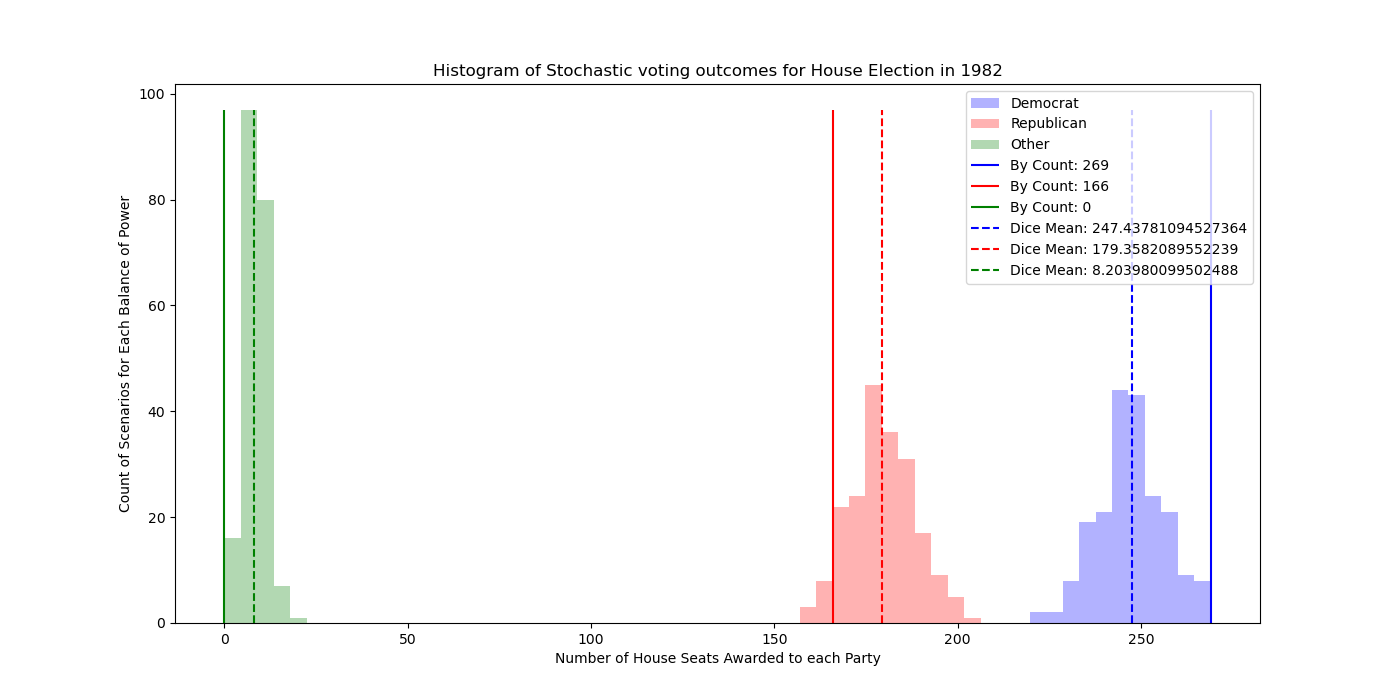 Histogram of Stochastic voting outcomes for House Election in 1982
Count of Scenarios for Each Balance of Power
100
80
60
40
20
0
Democrat
Republican
Other
By Count: 269
By Count: 166
By Count: 0
Dice Mean: 247.43781094527364
Dice Mean: 179.3582089552239
Dice Mean: 8.203980099502488
0 50 100 150 200 250
Number of House Seats Awarded to each Party